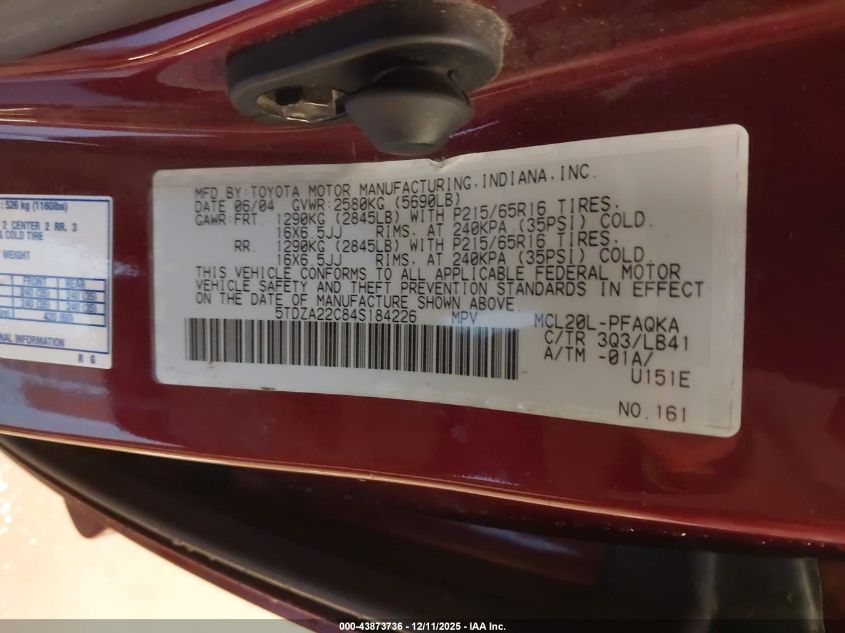 : 526 kg (1160lbs)
2 CENTER 2 RR. 3
& COLD TIRE
WEIGHT
FRONT REAR
R G
MFD BY:TOYOTA MOTOR MANUFACTURING,INDIANA,INC.
DATE 06/04 GVWR:2580KG (5690LB)
GAWR:FRT 1290KG (2845LB) WITH P215/65R16 TIRES.
16X6.5JJ RIMS. AT 240KPA (35PSI) COLD.
RR. 1290KG (2845LB) WITH P215/65R16 TIRES.
16X6.5JJ RIMS. AT 240KPA (35PSI) COLD.
THIS VEHICLE CONFORMS TO ALL APPLICABLE FEDERAL MOTOR
VEHICLE SAFETY AND THEFT PREVENTION STANDARDS IN EFFECT
ON THE DATE OF MANUFACTURE SHOWN ABOVE.
5TDZA22C84S184226 MPV MCL20L-PFAQKA
C/TR 3Q3/LB41
A/TM -01A/
U151E
NO.161
000-43873736 - 12/11/2025 - IAA Inc.